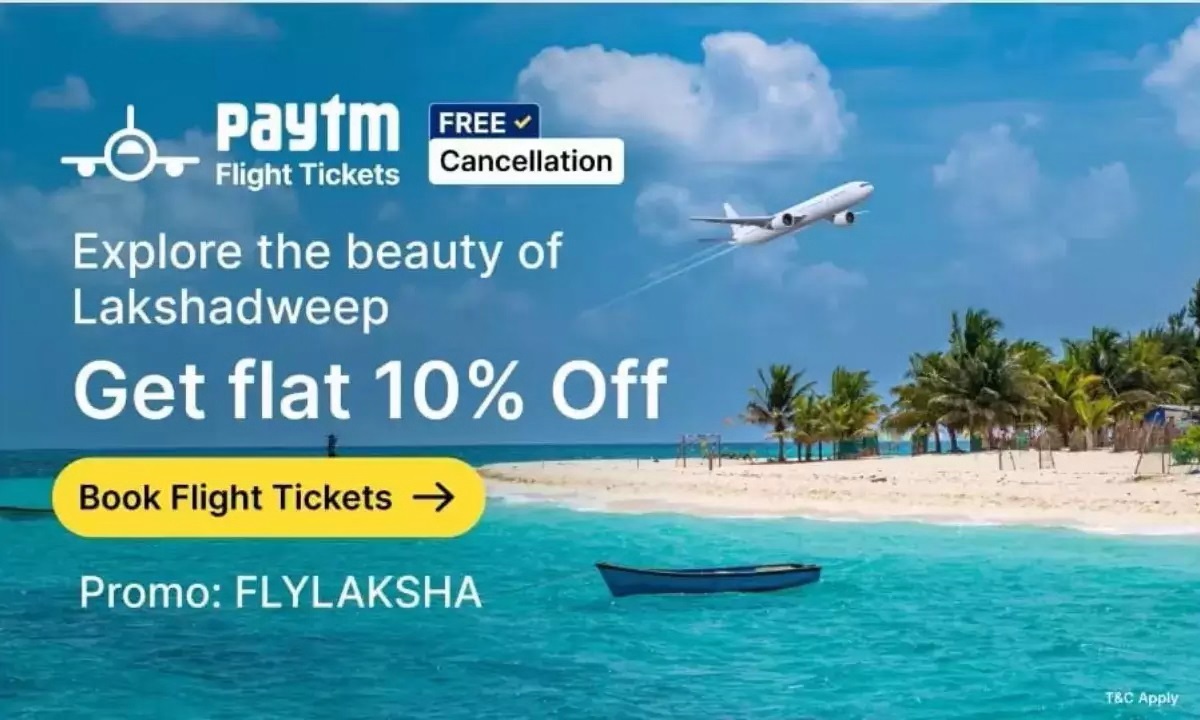 paytm
Flight Tickets
FREE
Cancellation
Explore the beauty of
Lakshadweep
Get flat 10% Off
Book Flight Tickets →
Promo: FLYLAKSHA
T&C Apply